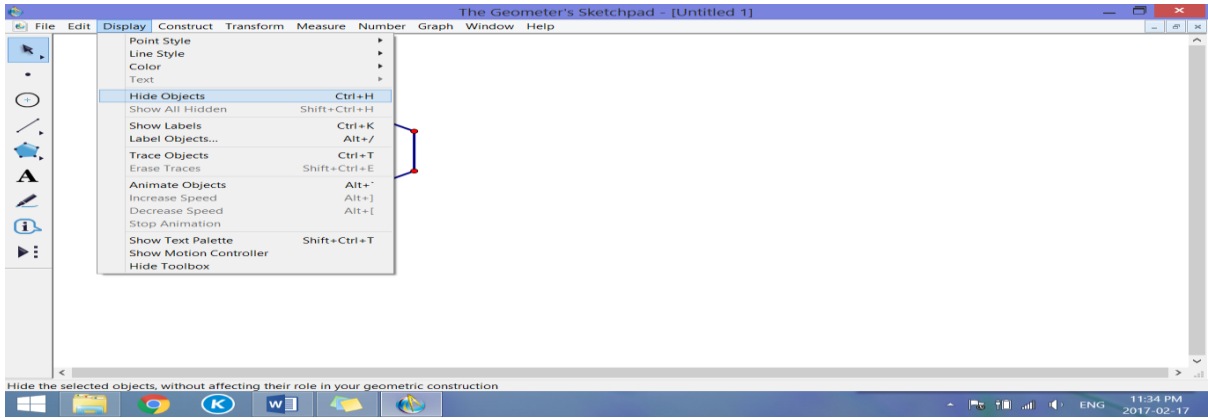 The Geometer's Sketchpad - [Untitled 1]
File Edit Display Construct Transform Measure Number Graph Window Help
Point Style
Line Style
Color
Text
Hide Objects Ctrl+H
Show All Hidden Shift+Ctrl+H
Show Labels Ctrl+K
Label Objects... Alt+/
Trace Objects Ctrl+T
Erase Traces Shift+Ctrl+E
Animate Objects Alt+`
Increase Speed Alt+]
Decrease Speed Alt+[
Stop Animation
Show Text Palette Shift+Ctrl+T
Show Motion Controller
Hide Toolbox
A
Hide the selected objects, without affecting their role in your geometric construction
K W ENG 11:34 PM
2017-02-17